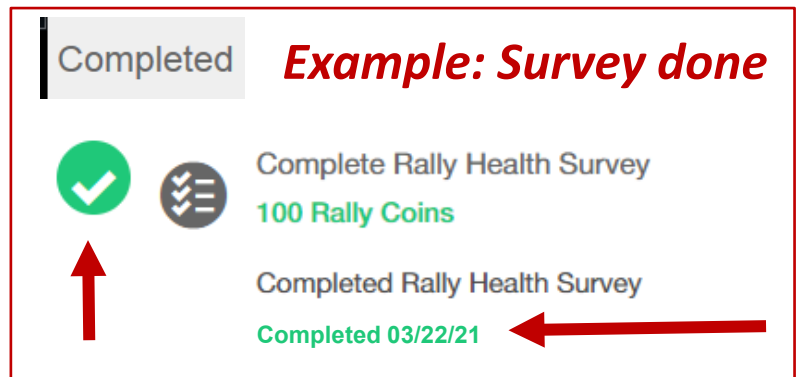 Completed
Example: Survey done
Complete Rally Health Survey
100 Rally Coins
Completed Rally Health Survey
Completed 03/22/21